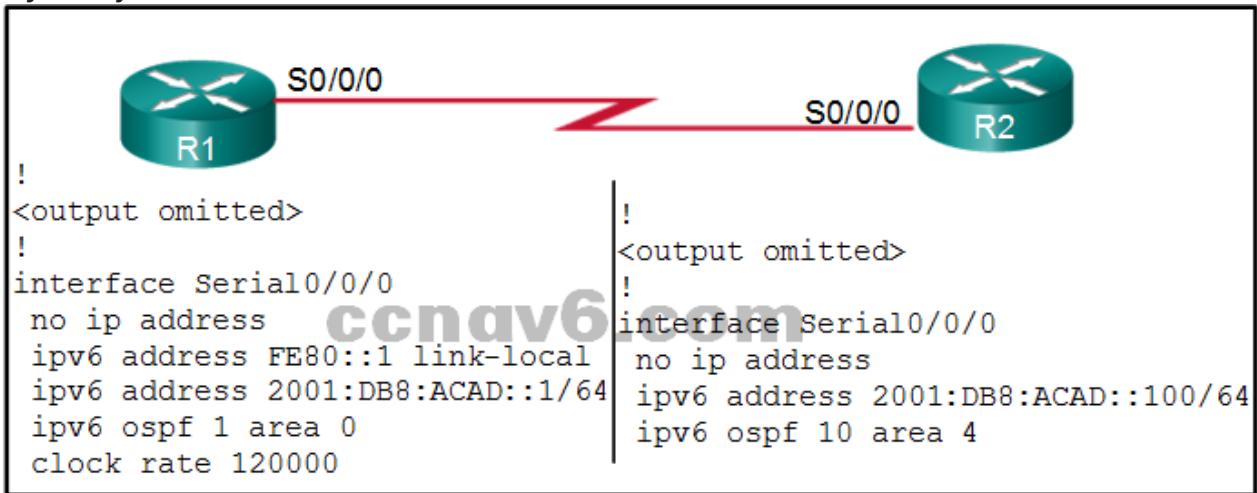 S0/0/0
S0/0/0
R1
R2
!
<output omitted>
!
interface Serial0/0/0
no ip address
ipv6 address FE80::1 link-local
ipv6 address 2001:DB8:ACAD::1/64
ipv6 ospf 1 area 0
clock rate 120000
!
<output omitted>
!
interface Serial0/0/0
no ip address
ipv6 address 2001:DB8:ACAD::100/64
ipv6 ospf 10 area 4
ccnav6.com